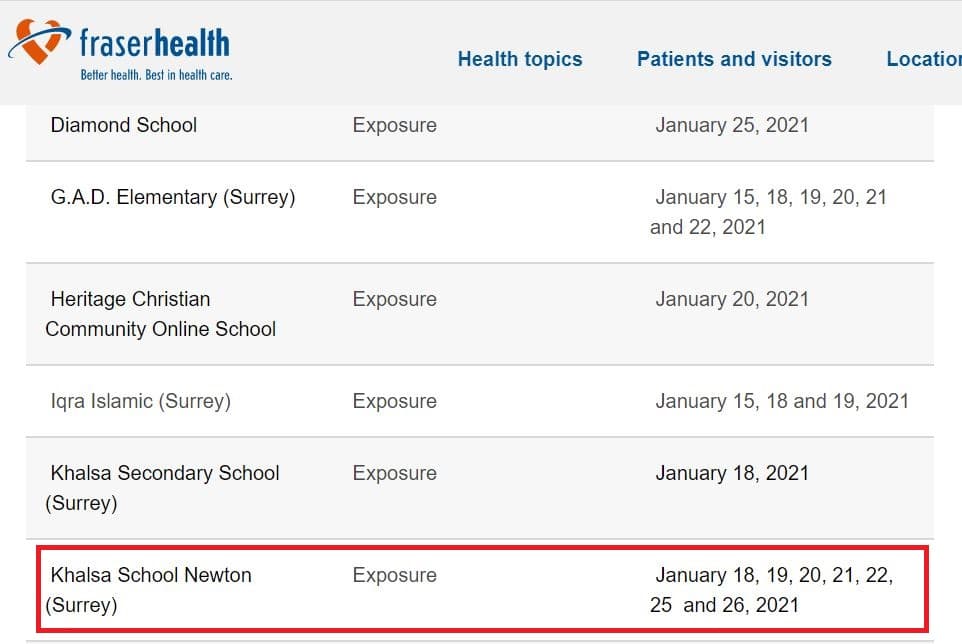 fraserhealth
Better health. Best in health care.
Health topics
Patients and visitors
Diamond School Exposure January 25, 2021
G.A.D. Elementary (Surrey) Exposure January 15, 18, 19, 20, 21
and 22, 2021
Heritage Christian Exposure January 20, 2021
Community Online School
Iqra Islamic (Surrey) Exposure January 15, 18 and 19, 2021
Khalsa Secondary School Exposure January 18, 2021
(Surrey)
Khalsa School Newton Exposure January 18, 19, 20, 21, 22,
(Surrey) 25 and 26, 2021